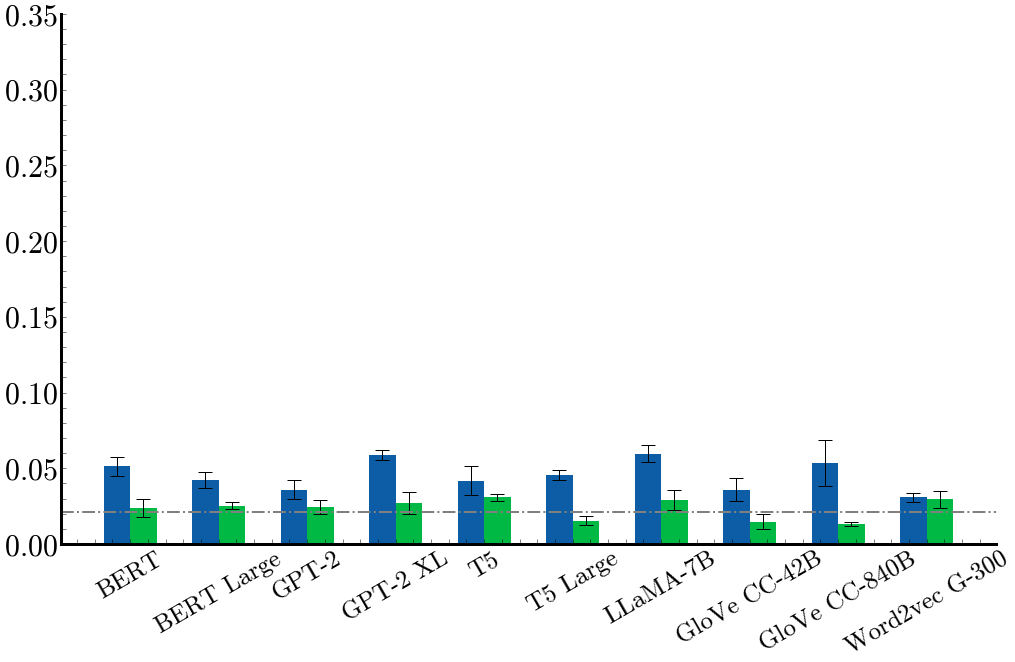 0.35
0.30
0.25
0.20
0.15
0.10
0.05
0.00
BERT
BERT Large
GPT-2
GPT-2 XL
T5
T5 Large
LLaMA-7B
GloVe CC-42B
GloVe CC-840B
Word2vec G-300